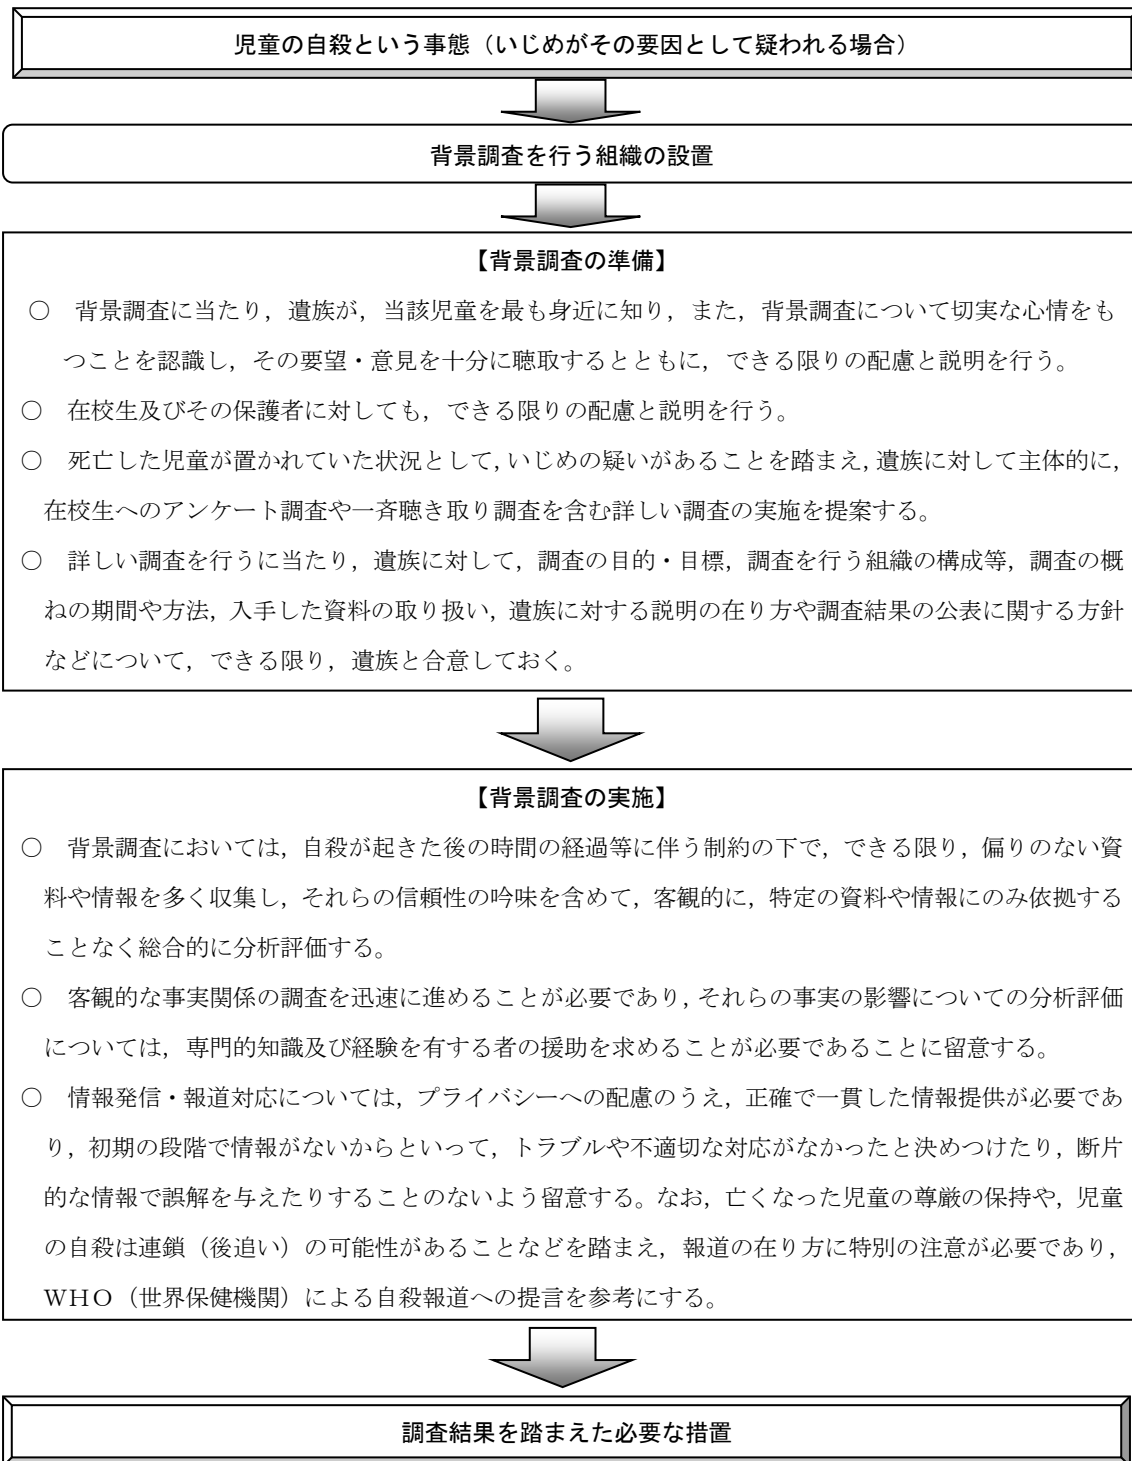 児童の自殺という事態（いじめがその要因として疑われる場合）
背景調査を行う組織の設置
【背景調査の準備】
○　背景調査に当たり，遺族が，当該児童を最も身近に知り，また，背景調査について切実な心情をも
つことを認識し，その要望・意見を十分に聴取するとともに，できる限りの配慮と説明を行う。
○　在校生及びその保護者に対しても，できる限りの配慮と説明を行う。
○　死亡した児童が置かれていた状況として，いじめの疑いがあることを踏まえ，遺族に対して主体的に，
在校生へのアンケート調査や一斉聴き取り調査を含む詳しい調査の実施を提案する。
○　詳しい調査を行うに当たり，遺族に対して，調査の目的・目標，調査を行う組織の構成等，調査の概
ねの期間や方法，入手した資料の取り扱い，遺族に対する説明の在り方や調査結果の公表に関する方針
などについて，できる限り，遺族と合意しておく。
【背景調査の実施】
○　背景調査においては，自殺が起きた後の時間の経過等に伴う制約の下で，できる限り，偏りのない資
料や情報を多く収集し，それらの信頼性の吟味を含めて，客観的に，特定の資料や情報にのみ依拠する
ことなく総合的に分析評価する。
○　客観的な事実関係の調査を迅速に進めることが必要であり，それらの事実の影響についての分析評価
については，専門的知識及び経験を有する者の援助を求めることが必要であることに留意する。
○　情報発信・報道対応については，プライバシーへの配慮のうえ，正確で一貫した情報提供が必要であ
り，初期の段階で情報がないからといって，トラブルや不適切な対応がなかったと決めつけたり，断片
的な情報で誤解を与えたりすることのないよう留意する。なお，亡くなった児童の尊厳の保持や，児童
の自殺は連鎖（後追い）の可能性があることなどを踏まえ，報道の在り方に特別の注意が必要であり，
ＷＨＯ（世界保健機関）による自殺報道への提言を参考にする。
調査結果を踏まえた必要な措置